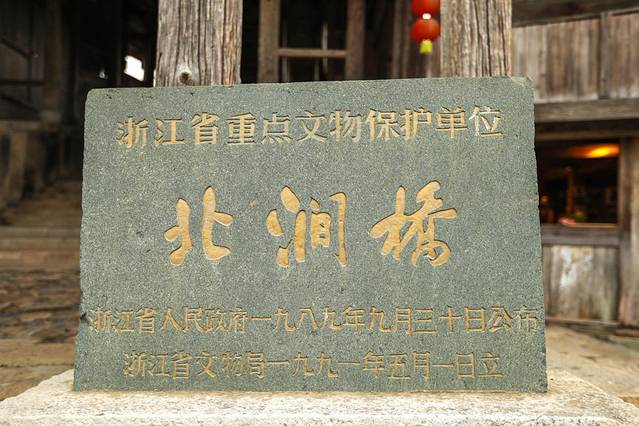 浙江省重点文物保护单位
北涧桥
浙江省人民政府一九八九年九月三十日公布
浙江省文物局一九九一年五月一日立